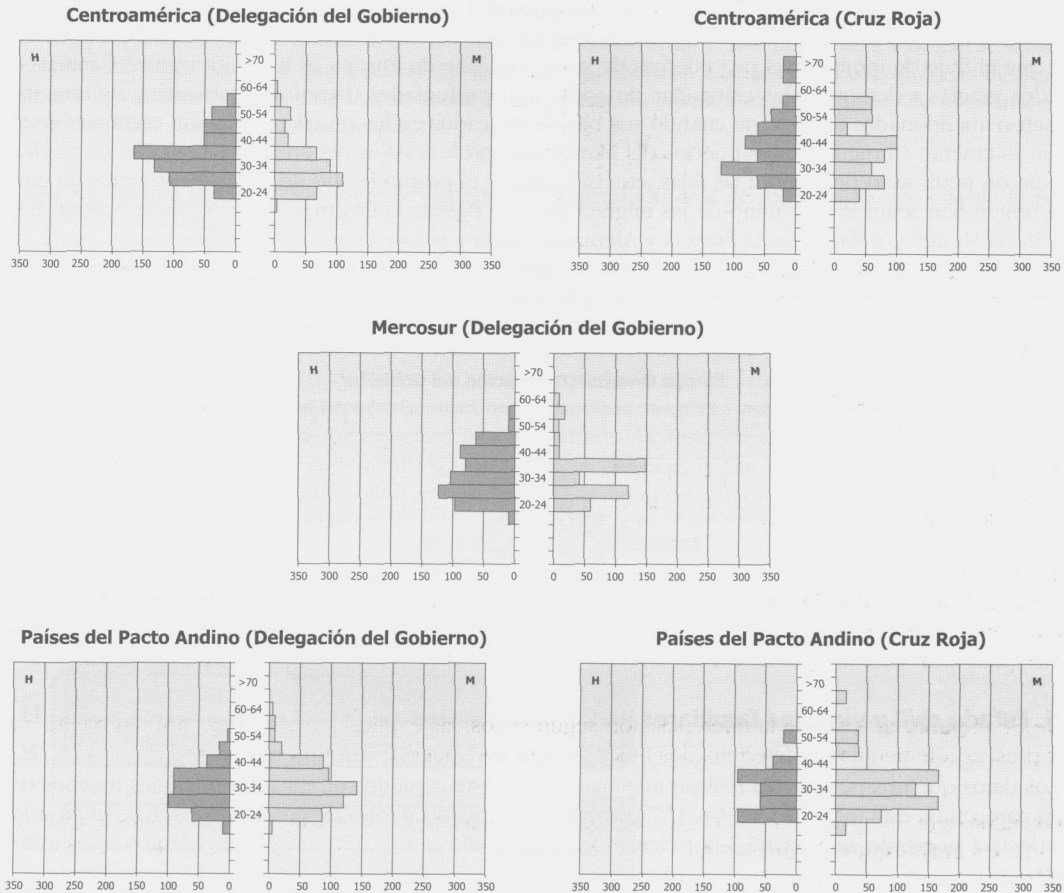 Centroamérica (Delegación del Gobierno)
H
M
>70
60-64
50-54
40-44
30-34
20-24
350 300 250 200 150 100 50 0
0 50 100 150 200 250 300 350
Centroamérica (Cruz Roja)
H
M
>70
60-64
50-54
40-44
30-34
20-24
350 300 250 200 150 100 50 0
0 50 100 150 200 250 300 350
Mercosur (Delegación del Gobierno)
H
M
>70
60-64
50-54
40-44
30-34
20-24
350 300 250 200 150 100 50 0
0 50 100 150 200 250 300 350
Países del Pacto Andino (Delegación del Gobierno)
H
M
>70
60-64
50-54
40-44
30-34
20-24
350 300 250 200 150 100 50 0
0 50 100 150 200 250 300 350
Países del Pacto Andino (Cruz Roja)
H
M
>70
60-64
50-54
40-44
30-34
20-24
350 300 250 200 150 100 50 0
0 50 100 150 200 250 300 350